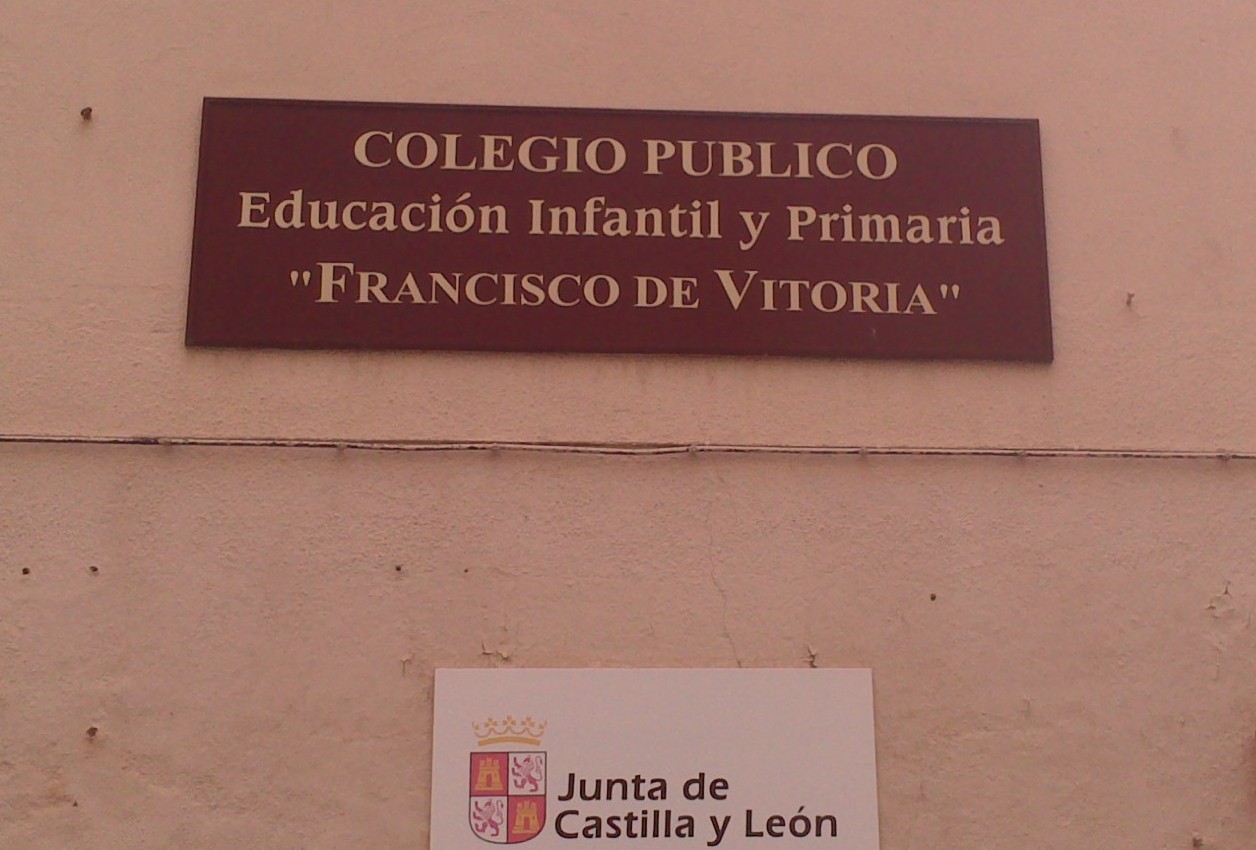 COLEGIO PUBLICO
Educación Infantil y Primaria
"FRANCISCO DE VITORIA"
Junta de
Castilla y León